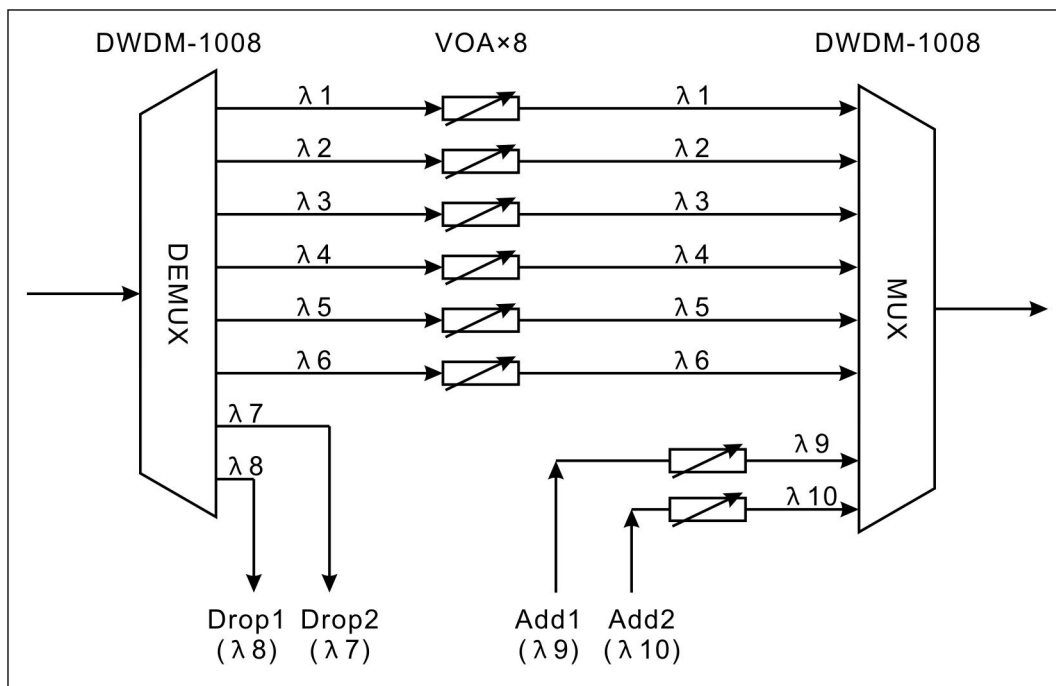 DWDM-1008 VOA×8 DWDM-1008
λ1 λ1
λ2 λ2
λ3 λ3
λ4 λ4
DEMUX
MUX
λ5 λ5
λ6 λ6
λ7
λ9
λ8
λ10
Drop1 Drop2 Add1 Add2
(λ8) (λ7) (λ9) (λ10)